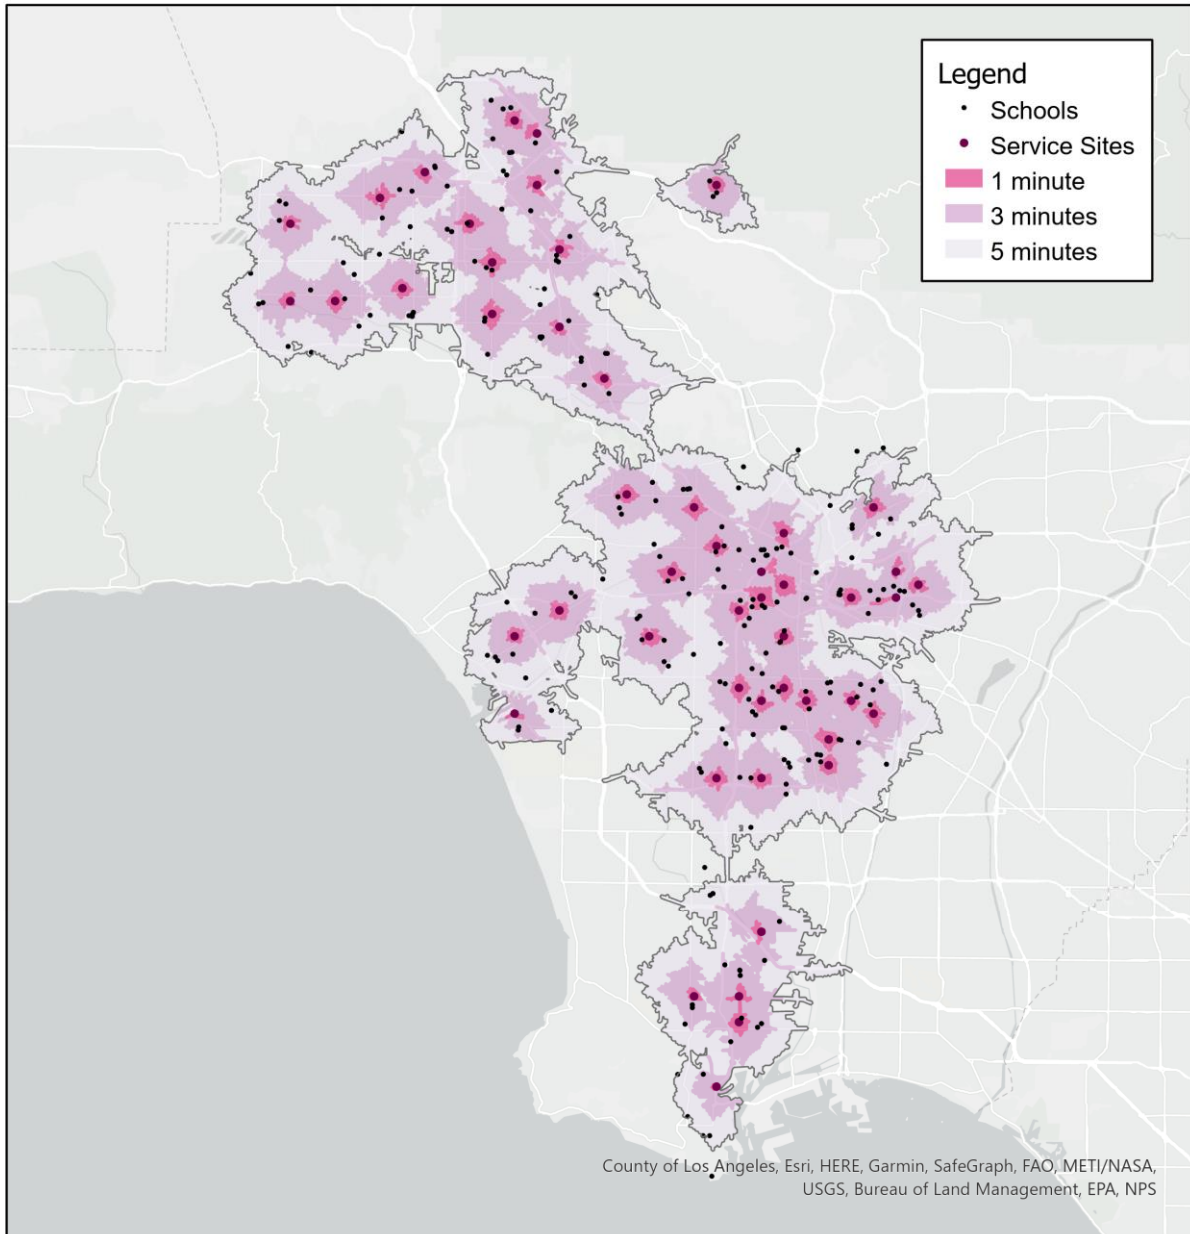 Legend
Schools
Service Sites
1 minute
3 minutes
5 minutes
County of Los Angeles, Esri, HERE, Garmin, SafeGraph, FAO, METI/NASA,
USGS, Bureau of Land Management, EPA, NPS